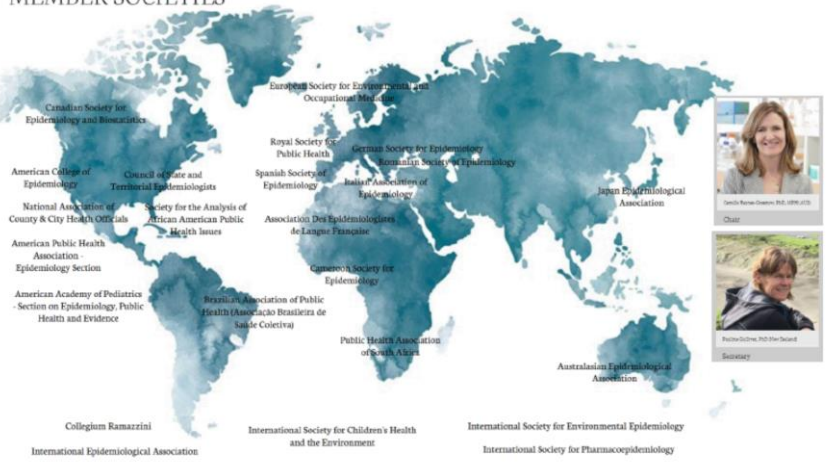 MEMBER SOCIETIES
European Society for Environmental and
Occupational Medicine
Canadian Society for
Epidemiology and Biostatistics
Royal Society for
Public Health
German Society for Epidemiology
Romanian Society of Epidemiology
American College of
Epidemiology
Council of State and
Territorial Epidemiologists
Spanish Society of
Epidemiology
Italian Association of
Epidemiology
Japan Epidemiological
Association
National Association of
County & City Health Officials
Society for the Analysis of
African American Public
Health Issues
Association Des Epidémiologistes
de Langue Française
American Public Health
Association -
Epidemiology Section
Cameroon Society for
Epidemiology
American Academy of Pediatrics
- Section on Epidemiology, Public
Health and Evidence
Brazilian Association of Public
Health (Associação Brasileira de
Saúde Coletiva)
Public Health Association
of South Africa
Australasian Epidemiological
Association
Collegium Ramazzini
International Epidemiological Association
International Society for Children's Health
and the Environment
International Society for Environmental Epidemiology
International Society for Pharmacoepidemiology
Chair
PhD New Zealand
Secretary